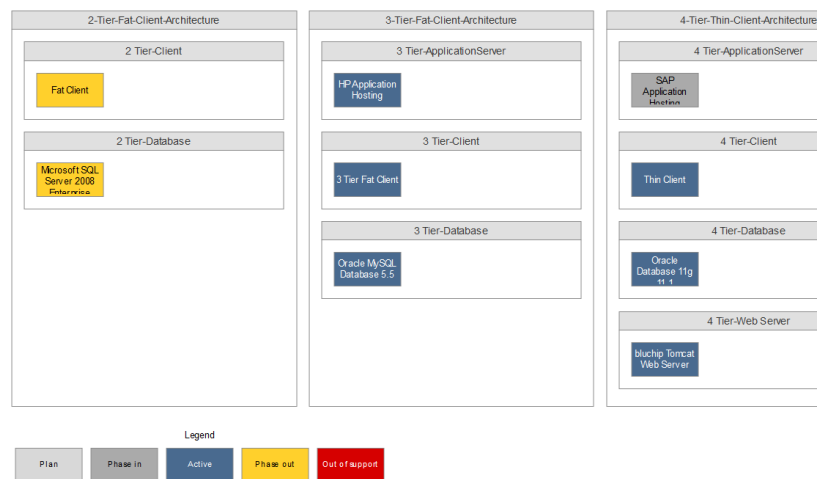 2-Tier-Fat-Client-Architecture
2 Tier-Client
Fat Client
2 Tier-Database
Microsoft SQL
Server 2008
Enterprise
3-Tier-Fat-Client-Architecture
3 Tier-ApplicationServer
HP Application
Hosting
3 Tier-Client
3 Tier Fat Client
3 Tier-Database
Oracle MySQL
Database 5.5
4-Tier-Thin-Client-Architecture
4 Tier-ApplicationServer
SAP
Application
Hosting
4 Tier-Client
Thin Client
4 Tier-Database
Oracle
Database 11g
11.1
4 Tier-Web Server
bluchip Tomcat
Web Server
Legend
Plan
Phase in
Active
Phase out
Out of support